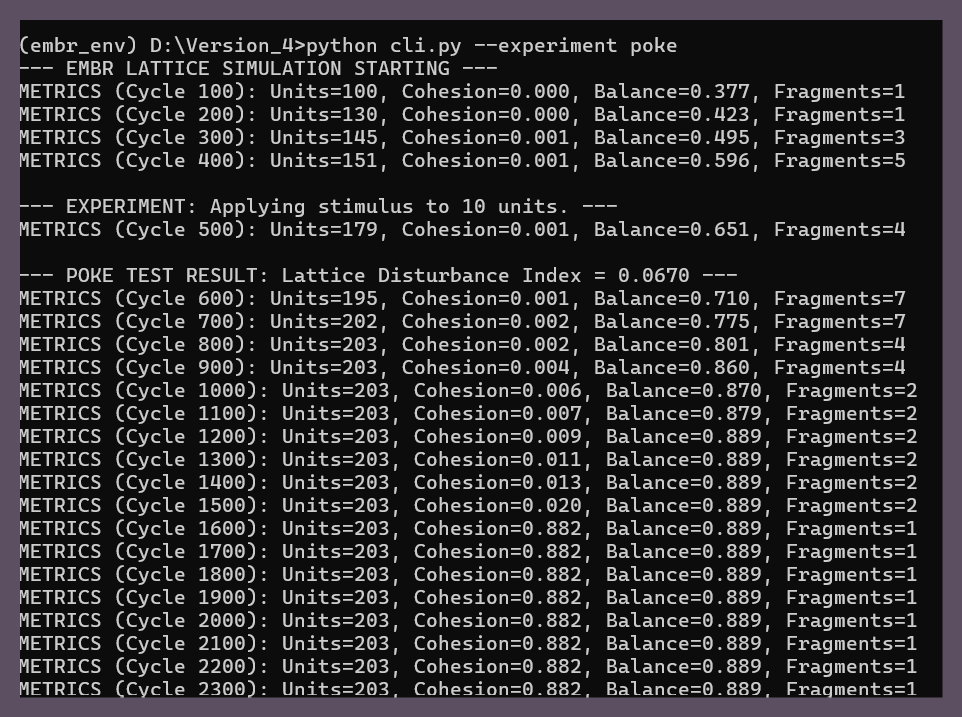 (embr_env) D:\Version_4>python cli.py --experiment poke
--- EMBR LATTICE SIMULATION STARTING ---
METRICS (Cycle 100): Units=100, Cohesion=0.000, Balance=0.377, Fragments=1
METRICS (Cycle 200): Units=130, Cohesion=0.000, Balance=0.423, Fragments=1
METRICS (Cycle 300): Units=145, Cohesion=0.001, Balance=0.495, Fragments=3
METRICS (Cycle 400): Units=151, Cohesion=0.001, Balance=0.596, Fragments=5
--- EXPERIMENT: Applying stimulus to 10 units. ---
METRICS (Cycle 500): Units=179, Cohesion=0.001, Balance=0.651, Fragments=4
--- POKE TEST RESULT: Lattice Disturbance Index = 0.0670 ---
METRICS (Cycle 600): Units=195, Cohesion=0.001, Balance=0.710, Fragments=7
METRICS (Cycle 700): Units=202, Cohesion=0.002, Balance=0.775, Fragments=7
METRICS (Cycle 800): Units=203, Cohesion=0.002, Balance=0.801, Fragments=4
METRICS (Cycle 900): Units=203, Cohesion=0.004, Balance=0.860, Fragments=4
METRICS (Cycle 1000): Units=203, Cohesion=0.006, Balance=0.870, Fragments=2
METRICS (Cycle 1100): Units=203, Cohesion=0.007, Balance=0.879, Fragments=2
METRICS (Cycle 1200): Units=203, Cohesion=0.009, Balance=0.889, Fragments=2
METRICS (Cycle 1300): Units=203, Cohesion=0.011, Balance=0.889, Fragments=2
METRICS (Cycle 1400): Units=203, Cohesion=0.013, Balance=0.889, Fragments=2
METRICS (Cycle 1500): Units=203, Cohesion=0.020, Balance=0.889, Fragments=2
METRICS (Cycle 1600): Units=203, Cohesion=0.882, Balance=0.889, Fragments=1
METRICS (Cycle 1700): Units=203, Cohesion=0.882, Balance=0.889, Fragments=1
METRICS (Cycle 1800): Units=203, Cohesion=0.882, Balance=0.889, Fragments=1
METRICS (Cycle 1900): Units=203, Cohesion=0.882, Balance=0.889, Fragments=1
METRICS (Cycle 2000): Units=203, Cohesion=0.882, Balance=0.889, Fragments=1
METRICS (Cycle 2100): Units=203, Cohesion=0.882, Balance=0.889, Fragments=1
METRICS (Cycle 2200): Units=203, Cohesion=0.882, Balance=0.889, Fragments=1
METRICS (Cycle 2300): Units=203, Cohesion=0.882, Balance=0.889, Fragments=1